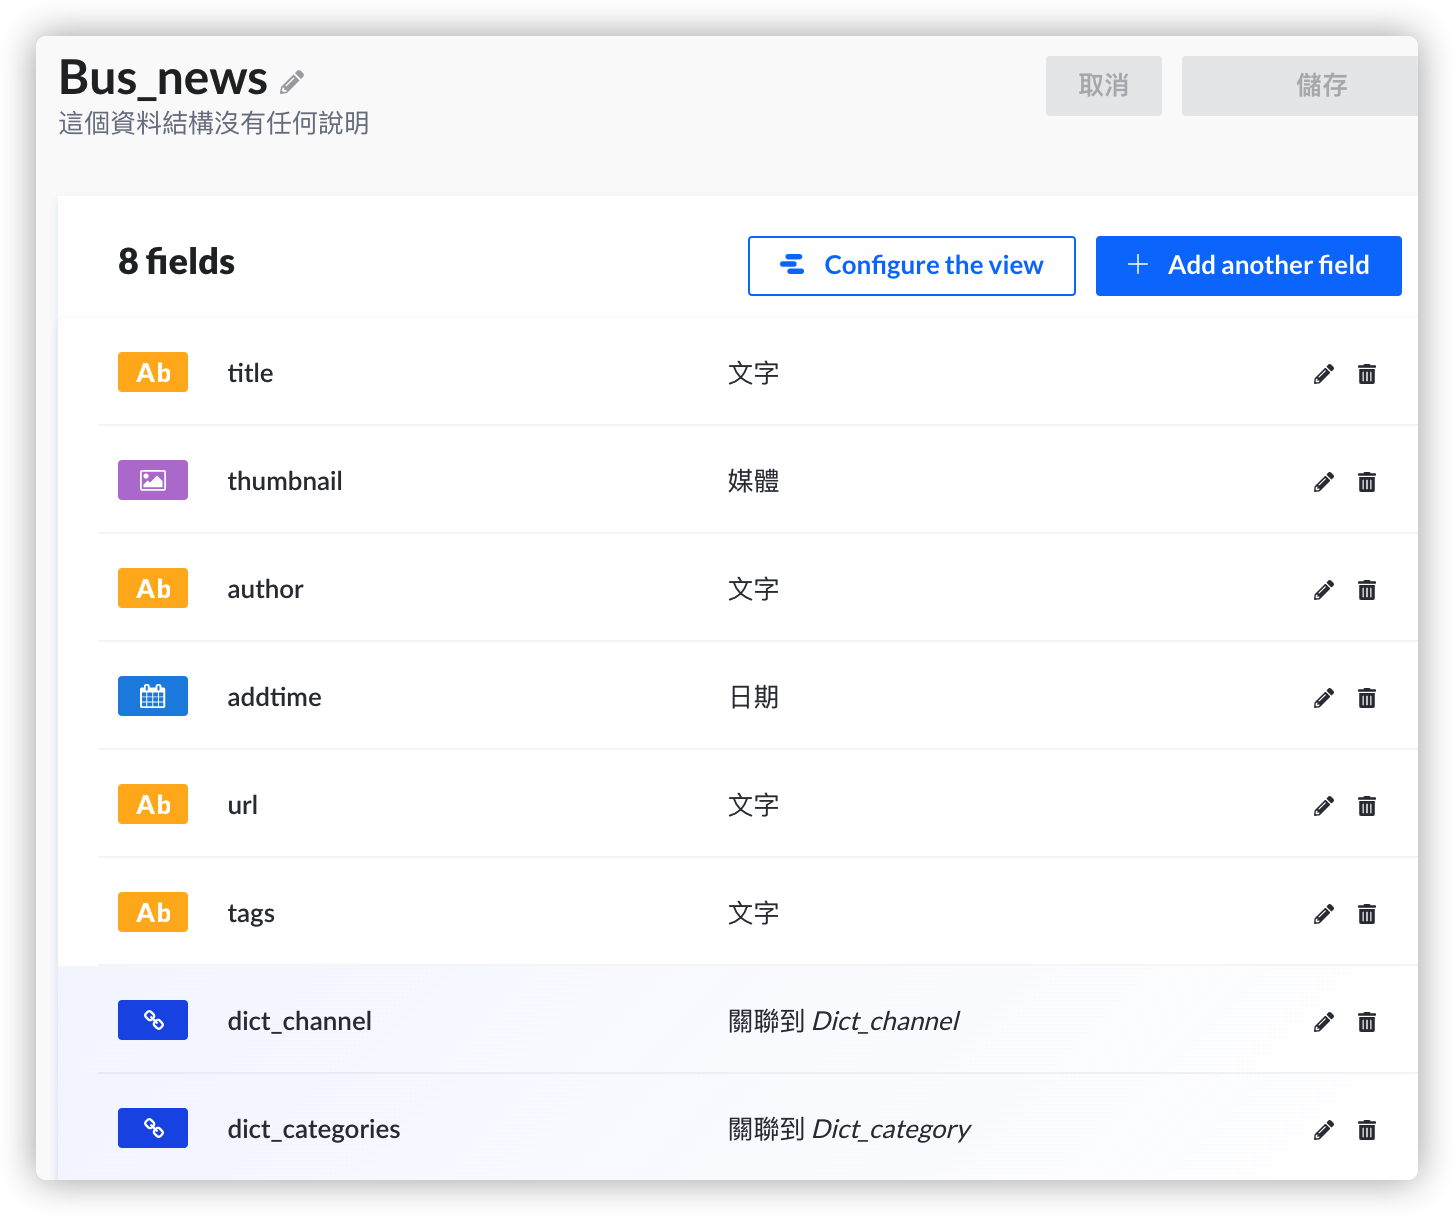 Bus_news
取消
儲存
這個資料結構沒有任何說明
8 fields
Configure the view
Add another field
Ab title 文字
thumbnail 媒體
Ab author 文字
addtime 日期
Ab url 文字
Ab tags 文字
dict_channel 關聯到 Dict_channel
dict_categories 關聯到 Dict_category